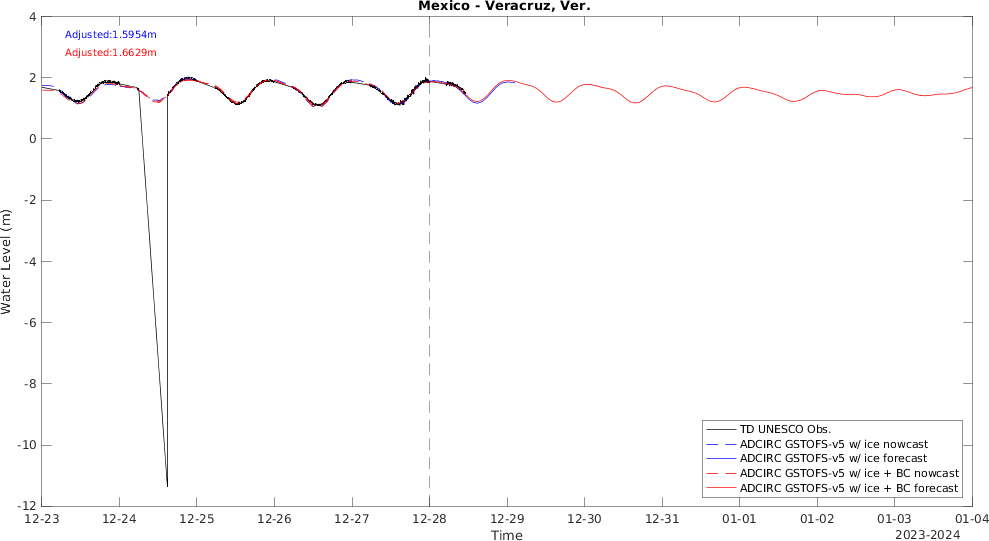 Mexico - Veracruz, Ver.
Adjusted:1.5954m
Adjusted:1.6629m
4
2
0
-2
-4
-6
-8
-10
-12
Water Level (m)
TD UNESCO Obs.
ADCIRC GSTOFS-v5 w/ ice nowcast
ADCIRC GSTOFS-v5 w/ ice forecast
ADCIRC GSTOFS-v5 w/ ice + BC nowcast
ADCIRC GSTOFS-v5 w/ ice + BC forecast
12-23 12-24 12-25 12-26 12-27 12-28 12-29 12-30 12-31 01-01 01-02 01-03 01-04
Time
2023-2024